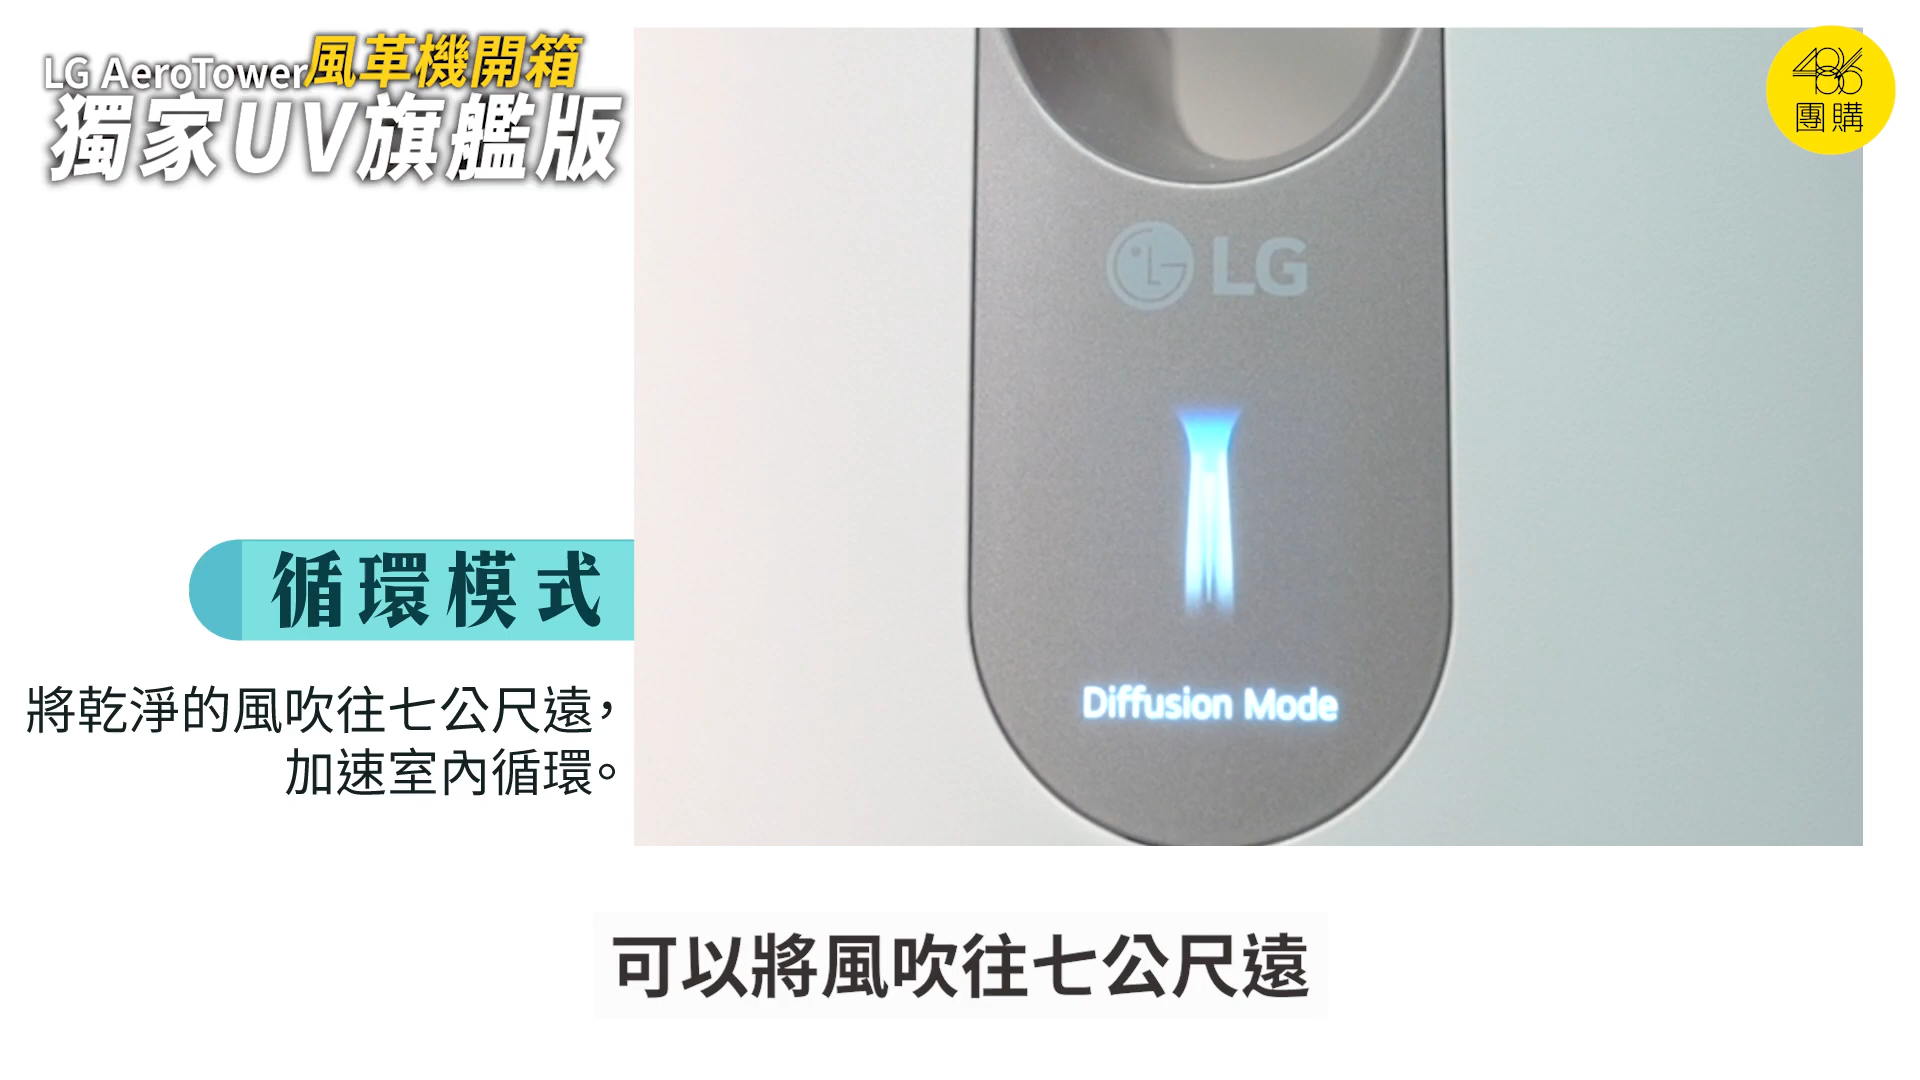 LG AeroTower風革機開箱
獨家UV旗艦版
486
團購
LG
循環模式
將乾淨的風吹往七公尺遠，
加速室內循環。
Diffusion Mode
可以將風吹往七公尺遠